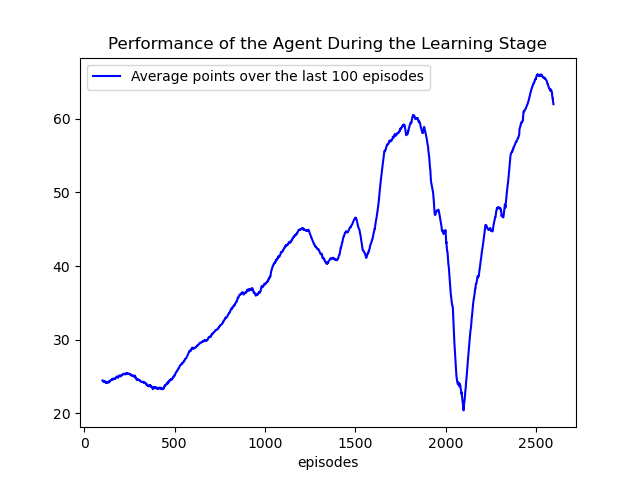 Performance of the Agent During the Learning Stage
Average points over the last 100 episodes
60
50
40
30
20
0 500 1000 1500 2000 2500
episodes